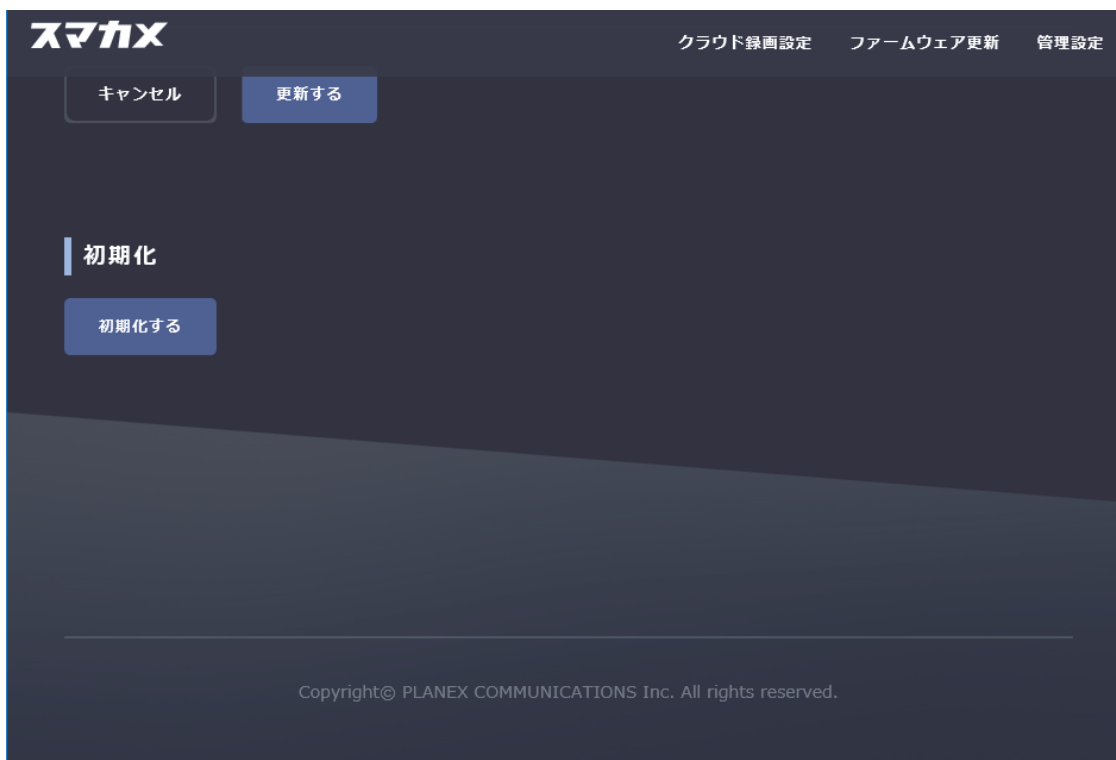 スマカメ
クラウド録画設定 ファームウェア更新 管理設定
キャンセル 更新する
初期化
初期化する
Copyright© PLANEX COMMUNICATIONS Inc. All rights reserved.